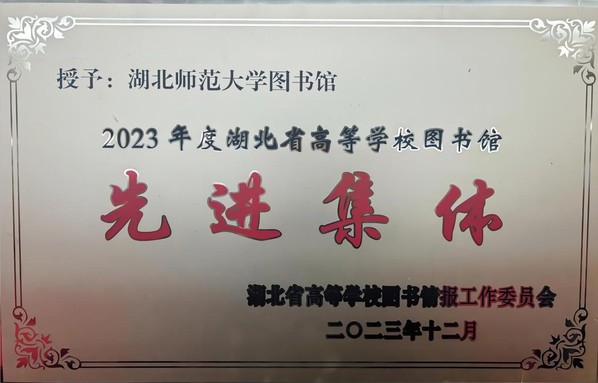 授予：湖北师范大学图书馆
2023年度湖北省高等学校图书馆
先进集体
湖北省高等学校图书情报工作委员会
二〇二三年十二月